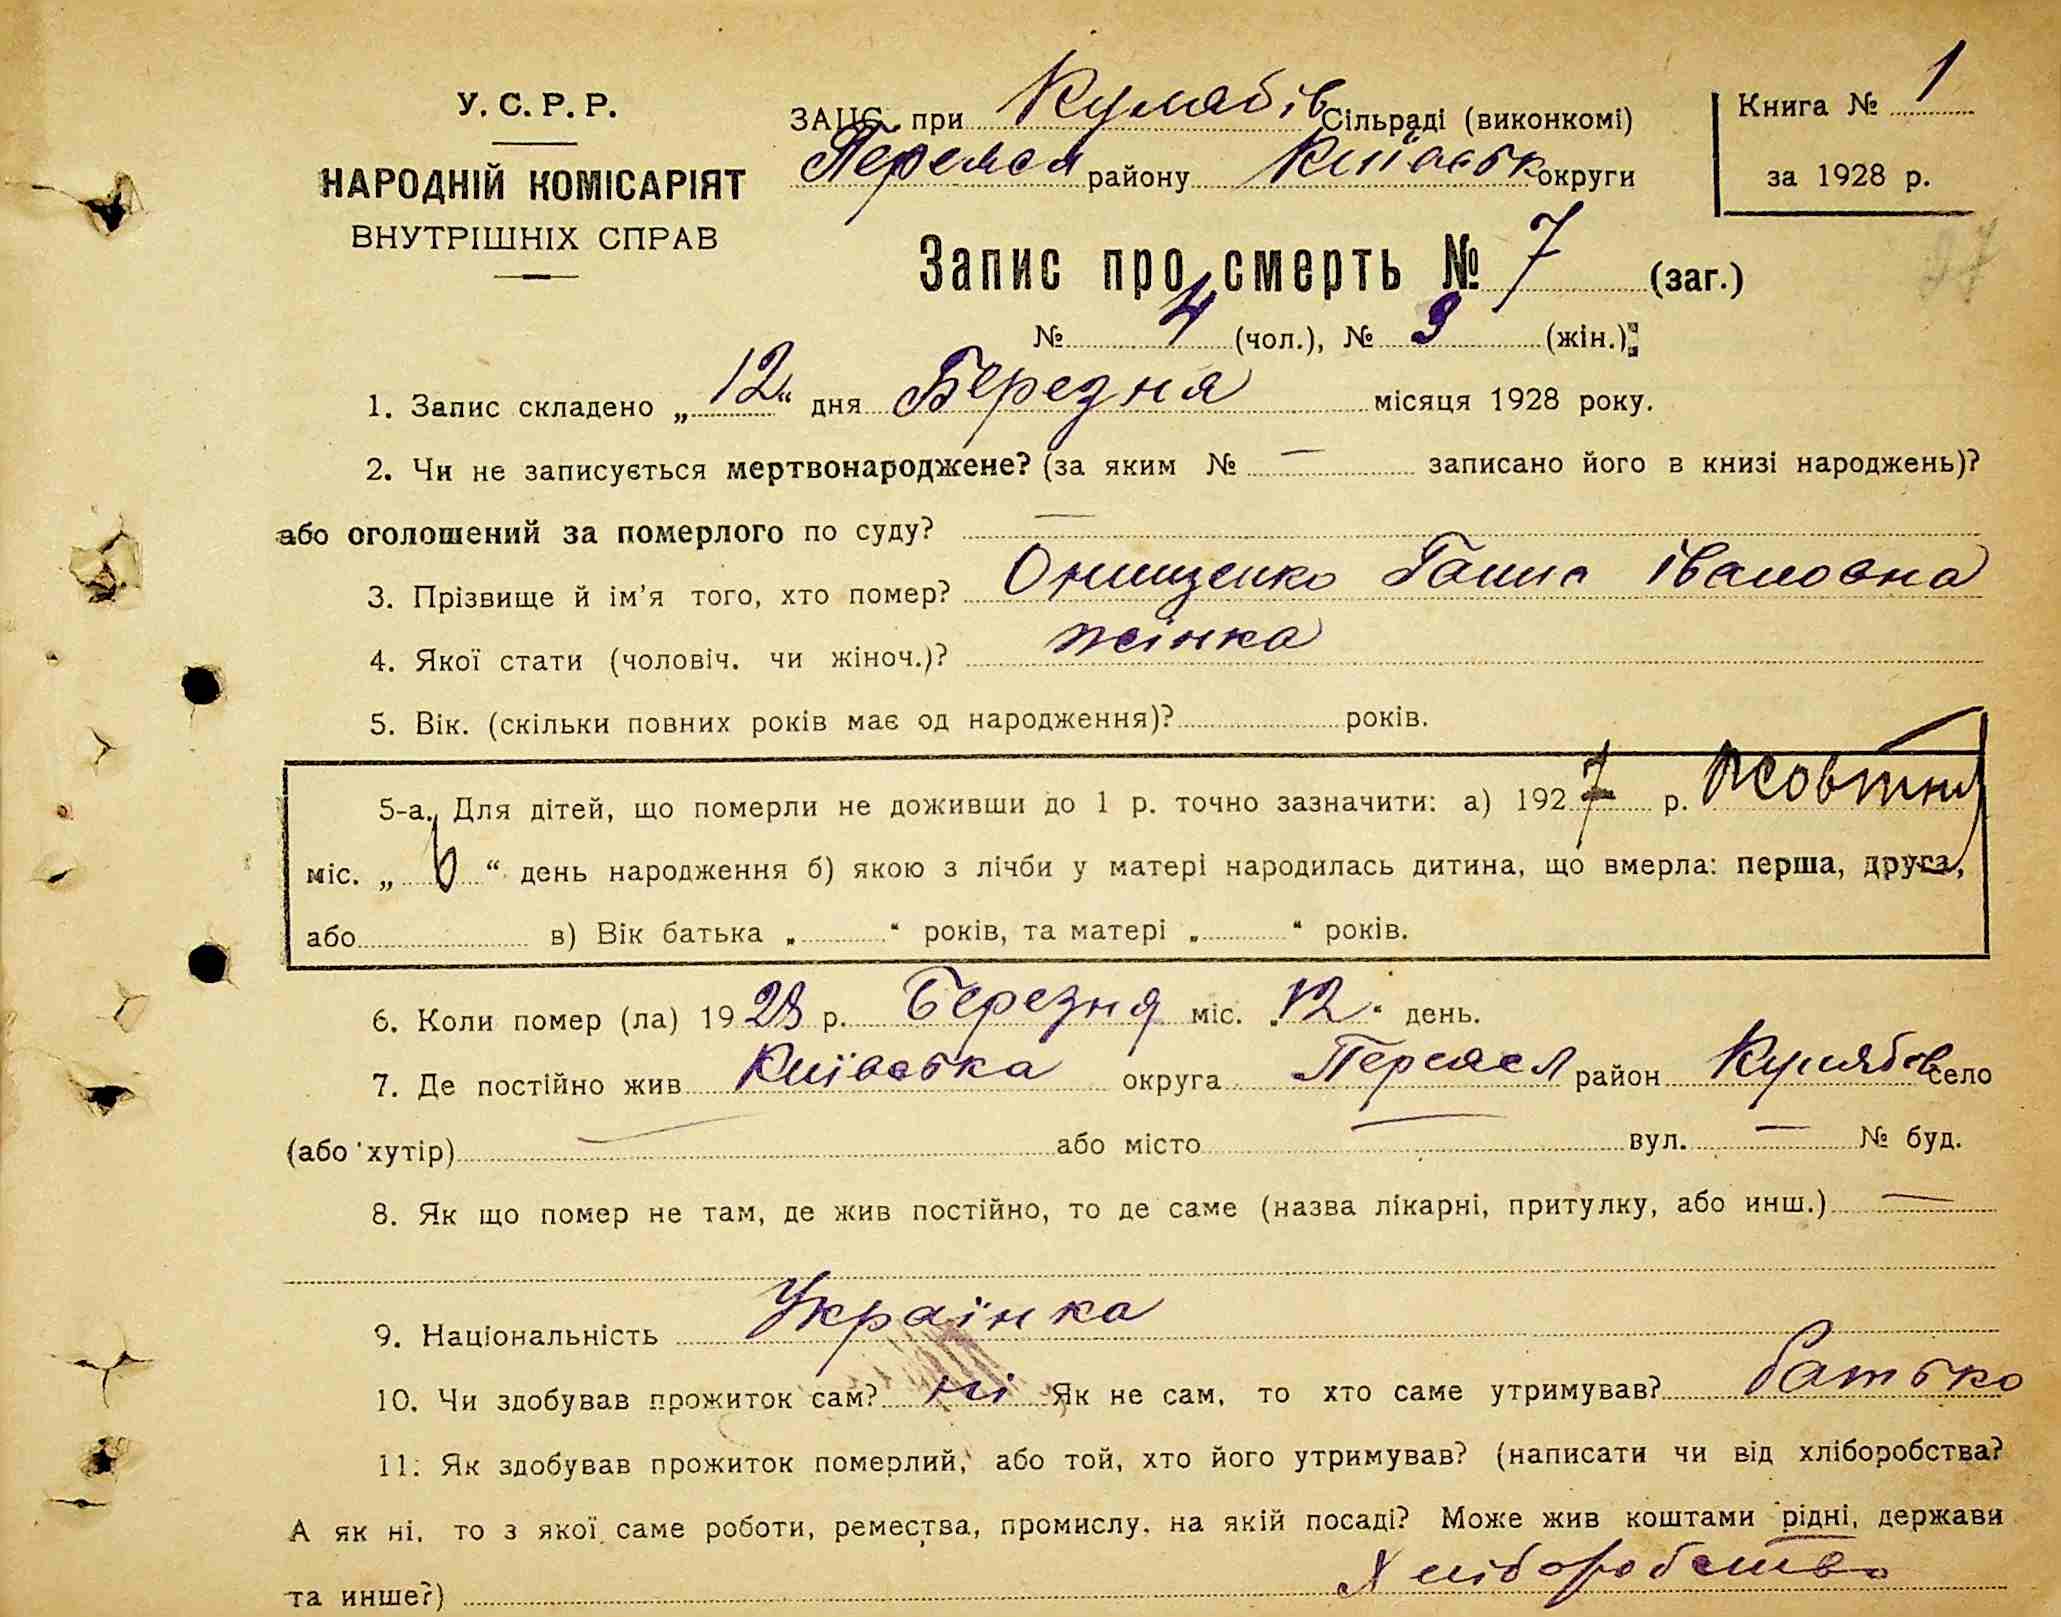 У. С. Р. Р.
НАРОДНІЙ КОМІСАРІЯТ
ВНУТРІШНІХ СПРАВ
ЗАЦС при Кулябів Сільраді (виконкомі)
Переясл району Київськ округи
Книга № 1
за 1928 р.
Запис про смерть № 7 (заг.)
№ 4 (чол.), № 3 (жін.)
1. Запис складено „12“ дня Березня місяця 1928 року.
2. Чи не записується мертвонароджене? (за яким № — записано його в книзі народжень)?
або оголошений за померлого по суду? —
3. Прізвище й ім’я того, хто помер? Онищенко Ганна Івановна
4. Якої стати (чоловіч. чи жіноч.)? жінка
5. Вік. (скільки повних років має од народження)? років.
5-а. Для дітей, що померли не доживши до 1 р. точно зазначити: а) 1927 р. Жовтня
міс. „6“ день народження б) якою з лічби у матері народилась дитина, що вмерла: перша, друга,
або в) Вік батька „ “ років, та матері „ “ років.
6. Коли помер (ла) 1928 р. Березня міс. „12“ день.
7. Де постійно жив Київська округа Переясл район Кулябів село
(або хутір) — або місто — вул. — № буд.
8. Як що помер не там, де жив постійно, то де саме (назва лікарні, притулку, або инш.) —
9. Національність Українка
10. Чи здобував прожиток сам? ні Як не сам, то хто саме утримував? батько
11. Як здобував прожиток померлий, або той, хто його утримував? (написати чи від хліборобства?
А як ні, то з якої саме роботи, ремества, промислу, на якій посаді? Може жив коштами рідні, держави
та инше?) Хліборобство